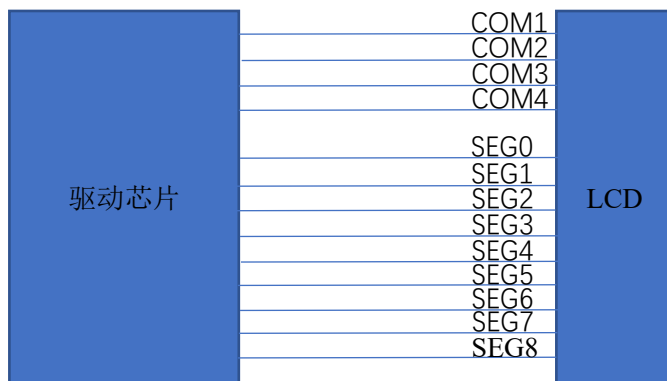 COM1
COM2
COM3
COM4
SEG0
SEG1
SEG2
SEG3
SEG4
SEG5
SEG6
SEG7
SEG8
驱动芯片
LCD